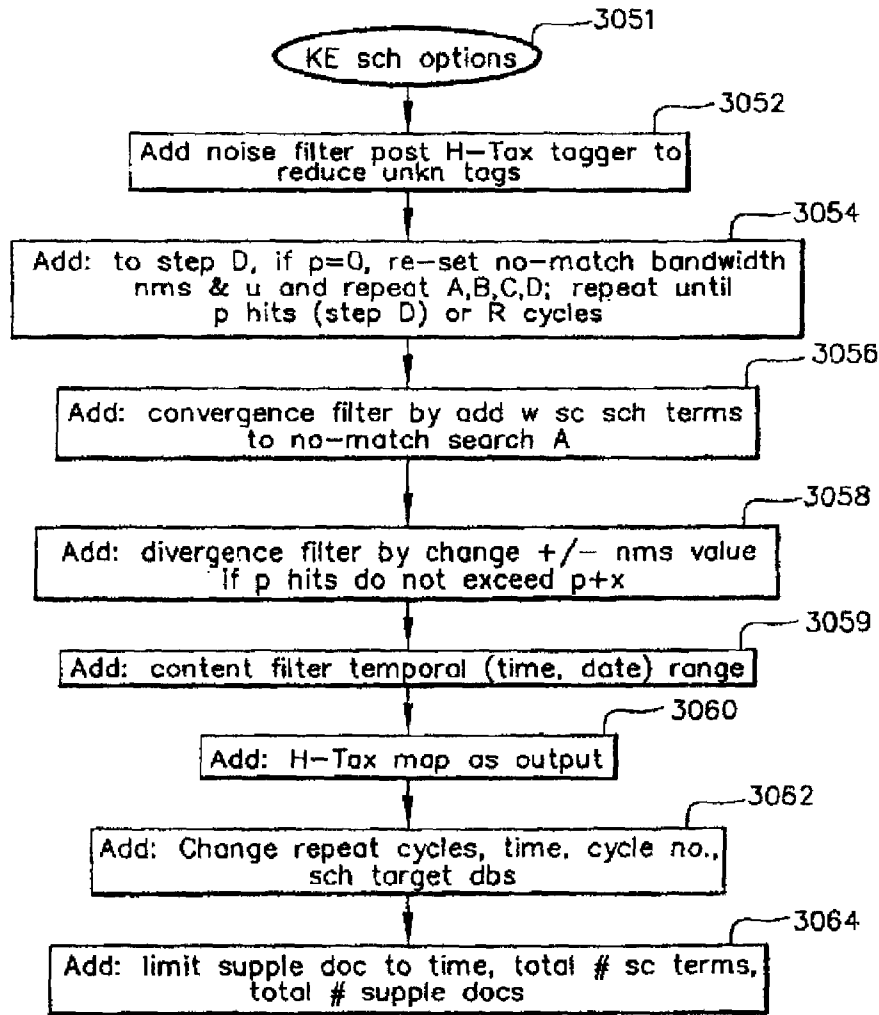 3051
KE sch options
3052
Add noise filter post H-Tax tagger to
reduce unkn tags
3054
Add: to step D, if p=0, re-set no-match bandwidth
nms & u and repeat A,B,C,D; repeat until
p hits (step D) or R cycles
3056
Add: convergence filter by add w sc sch terms
to no-match search A
3058
Add: divergence filter by change +/- nms value
if p hits do not exceed p+x
3059
Add: content filter temporal (time, date) range
3060
Add: H-Tax map as output
3062
Add: Change repeat cycles, time, cycle no.,
sch target dbs
3064
Add: limit supple doc to time, total # sc terms,
total # supple docs